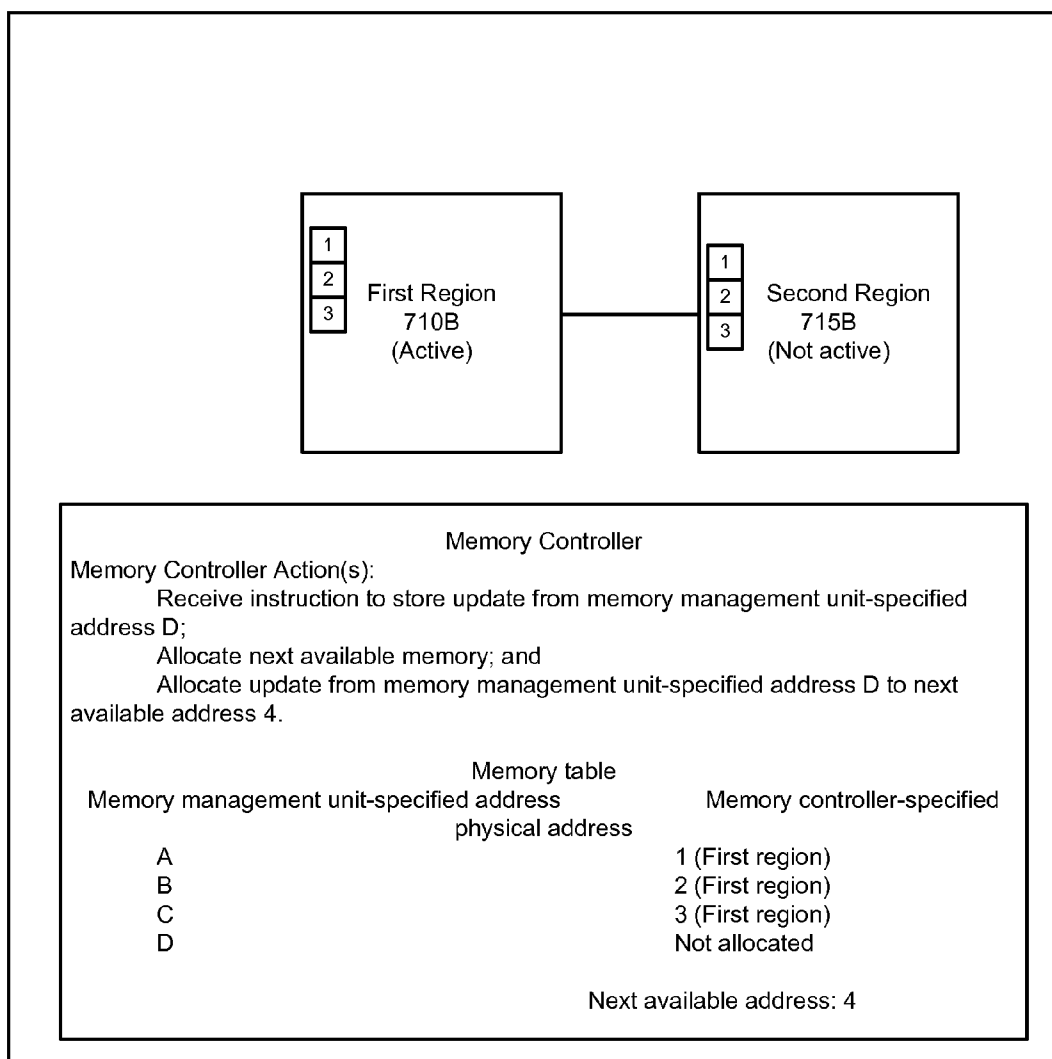 1
2
3
First Region
710B
(Active)
1
2
3
Second Region
715B
(Not active)
Memory Controller
Memory Controller Action(s):
Receive instruction to store update from memory management unit-specified
address D;
Allocate next available memory; and
Allocate update from memory management unit-specified address D to next
available address 4.
Memory table
Memory management unit-specified address Memory controller-specified
physical address
A 1 (First region)
B 2 (First region)
C 3 (First region)
D Not allocated
Next available address: 4